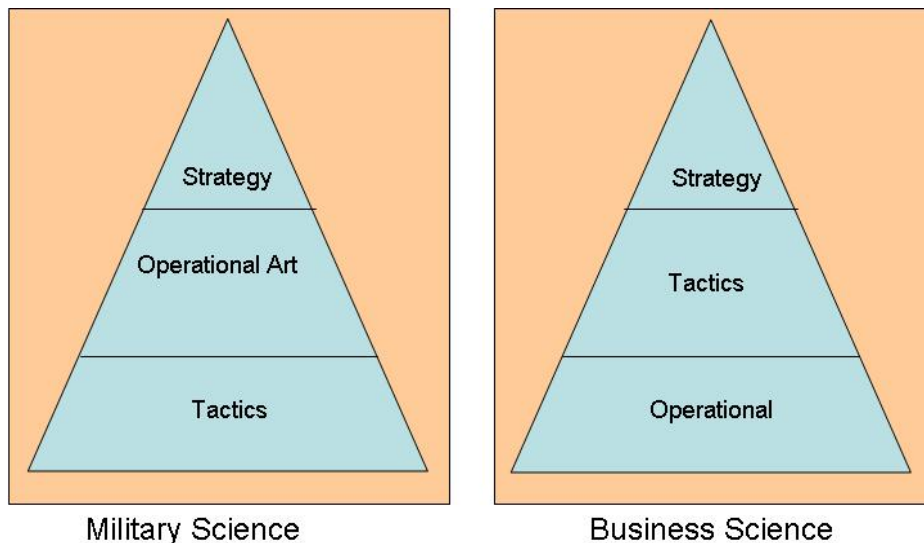 Strategy
Operational Art
Tactics
Military Science
Strategy
Tactics
Operational
Business Science